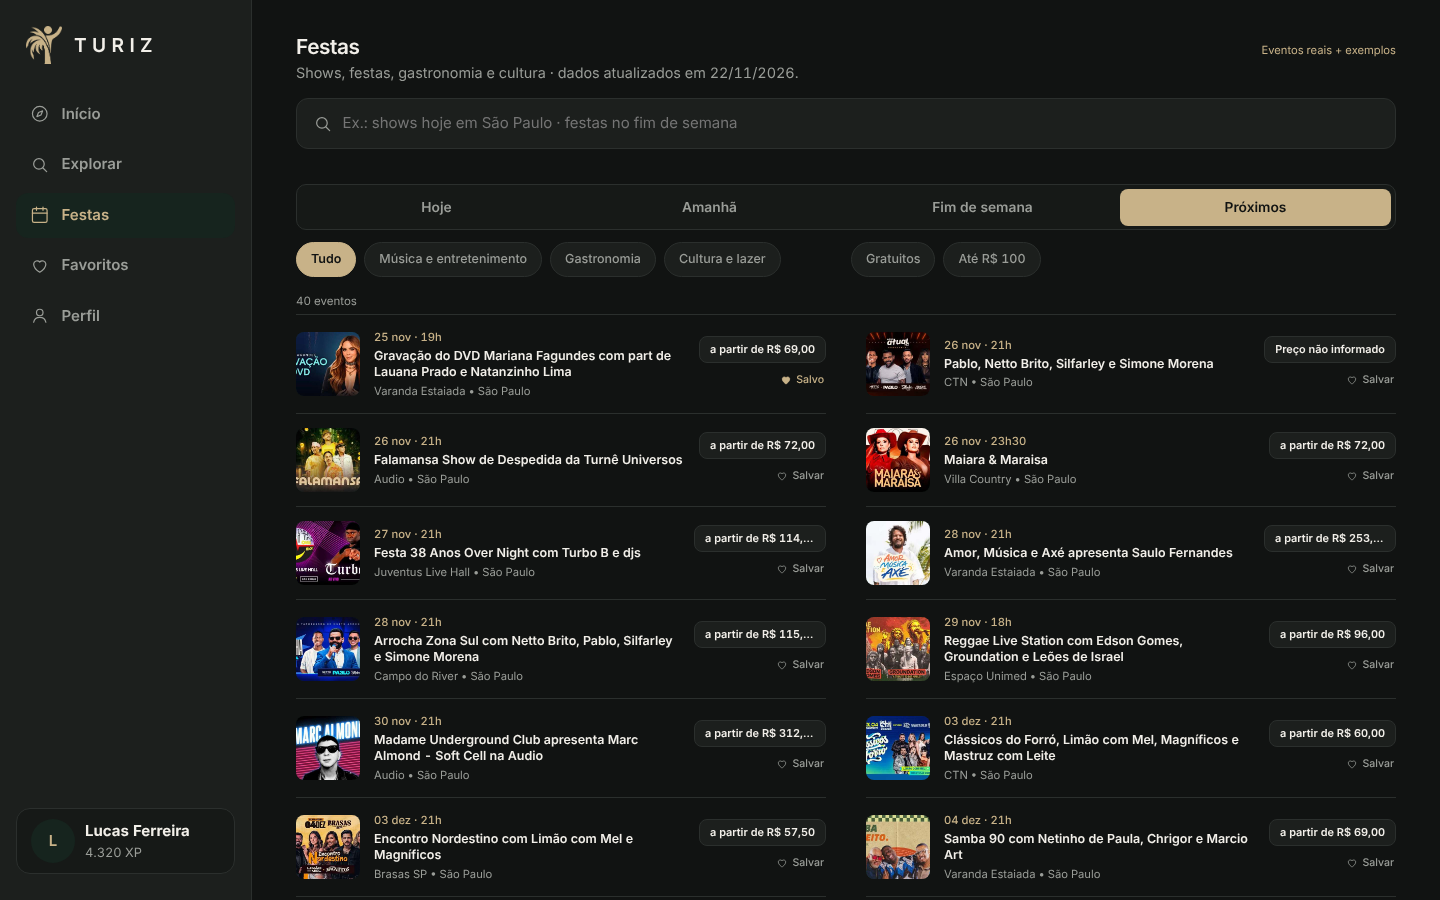 TURIZ
Início
Explorar
Festas
Favoritos
Perfil
L
Lucas Ferreira
4.320 XP
Festas
Eventos reais + exemplos
Shows, festas, gastronomia e cultura · dados atualizados em 22/11/2026.
Ex.: shows hoje em São Paulo · festas no fim de semana
Hoje
Amanhã
Fim de semana
Próximos
Tudo
Música e entretenimento
Gastronomia
Cultura e lazer
Gratuitos
Até R$ 100
40 eventos
25 nov · 19h
Gravação do DVD Mariana Fagundes com part de
Lauana Prado e Natanzinho Lima
Varanda Estaiada • São Paulo
a partir de R$ 69,00
Salvo
26 nov · 21h
Pablo, Netto Brito, Silfarley e Simone Morena
CTN • São Paulo
Preço não informado
Salvar
FALAMANSA
26 nov · 21h
Falamansa Show de Despedida da Turnê Universos
Audio • São Paulo
a partir de R$ 72,00
Salvar
MAIARA&
MARAISA
26 nov · 23h30
Maiara & Maraisa
Villa Country • São Paulo
a partir de R$ 72,00
Salvar
27 nov · 21h
Festa 38 Anos Over Night com Turbo B e djs
Juventus Live Hall • São Paulo
a partir de R$ 114,...
Salvar
AMOR,
MÚSICA
E AXÉ
28 nov · 21h
Amor, Música e Axé apresenta Saulo Fernandes
Varanda Estaiada • São Paulo
a partir de R$ 253,...
Salvar
28 nov · 21h
Arrocha Zona Sul com Netto Brito, Pablo, Silfarley
e Simone Morena
Campo do River • São Paulo
a partir de R$ 115,...
Salvar
29 nov · 18h
Reggae Live Station com Edson Gomes,
Groundation e Leões de Israel
Espaço Unimed • São Paulo
a partir de R$ 96,00
Salvar
MARC ALMOND
30 nov · 21h
Madame Underground Club apresenta Marc
Almond - Soft Cell na Audio
Audio • São Paulo
a partir de R$ 312,...
Salvar
03 dez · 21h
Clássicos do Forró, Limão com Mel, Magníficos e
Mastruz com Leite
CTN • São Paulo
a partir de R$ 60,00
Salvar
03 dez · 21h
Encontro Nordestino com Limão com Mel e
Magníficos
Brasas SP • São Paulo
a partir de R$ 57,50
Salvar
04 dez · 21h
Samba 90 com Netinho de Paula, Chrigor e Marcio
Art
Varanda Estaiada • São Paulo
a partir de R$ 69,00
Salvar